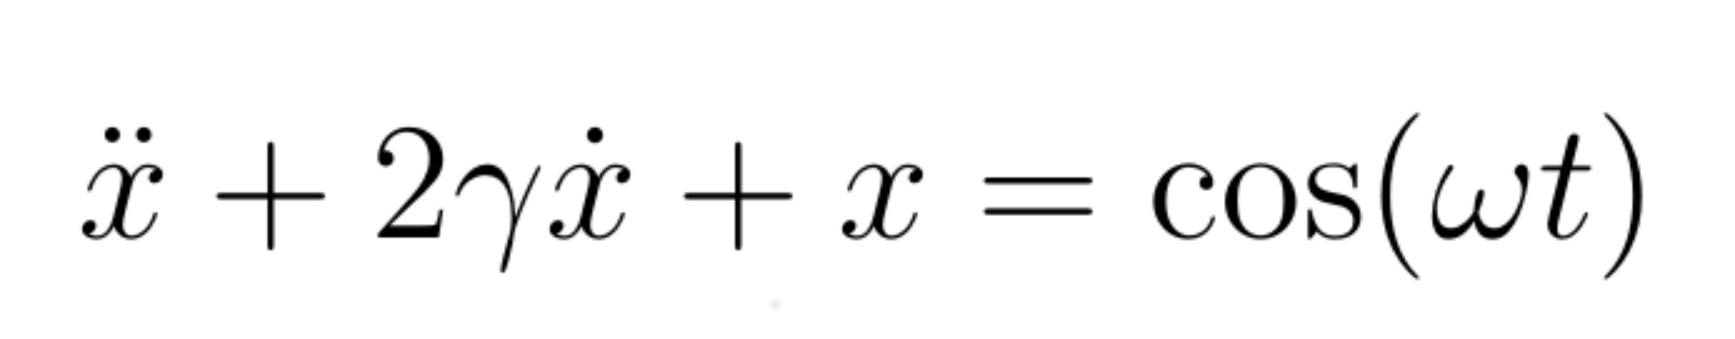 ẍ + 2γẋ + x = cos(ωt)